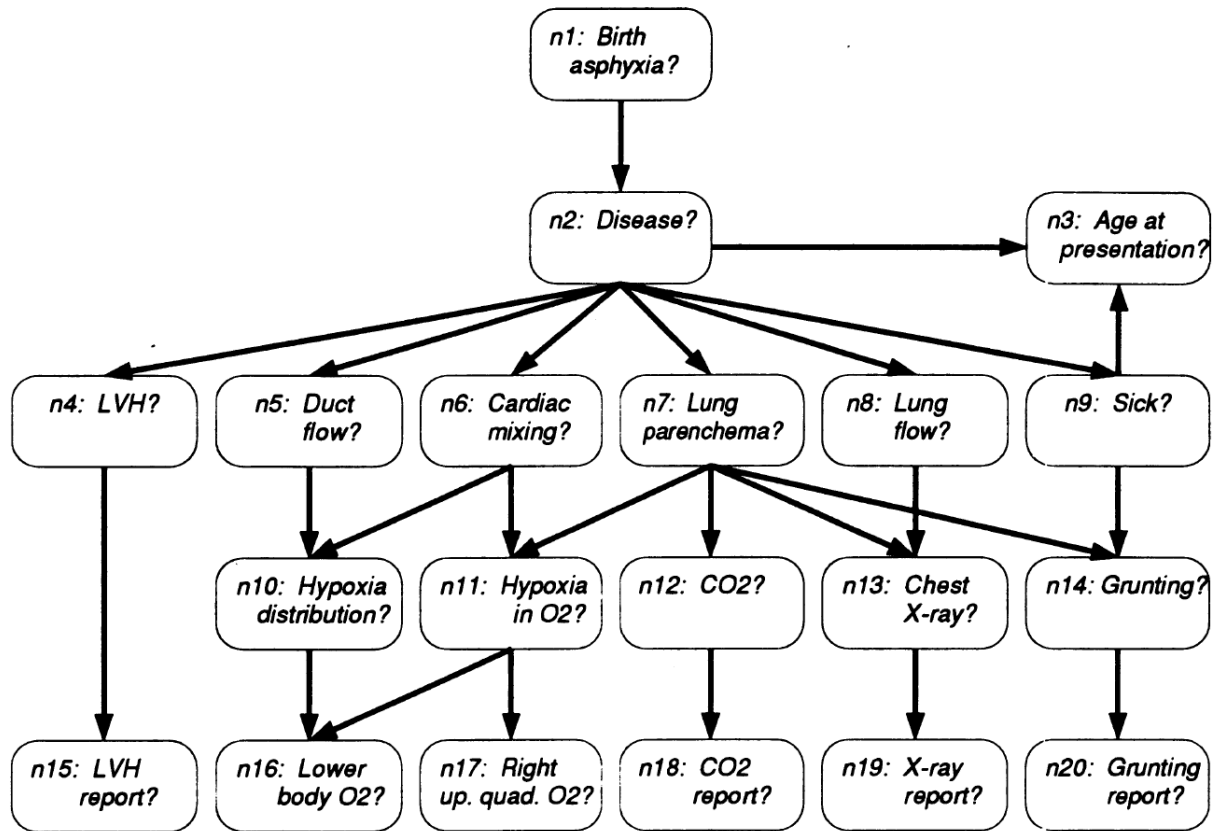 n1: Birth
asphyxia?
n2: Disease?
n3: Age at
presentation?
n4: LVH?
n5: Duct
flow?
n6: Cardiac
mixing?
n7: Lung
parenchema?
n8: Lung
flow?
n9: Sick?
n10: Hypoxia
distribution?
n11: Hypoxia
in O2?
n12: CO2?
n13: Chest
X-ray?
n14: Grunting?
n15: LVH
report?
n16: Lower
body O2?
n17: Right
up. quad. O2?
n18: CO2
report?
n19: X-ray
report?
n20: Grunting
report?